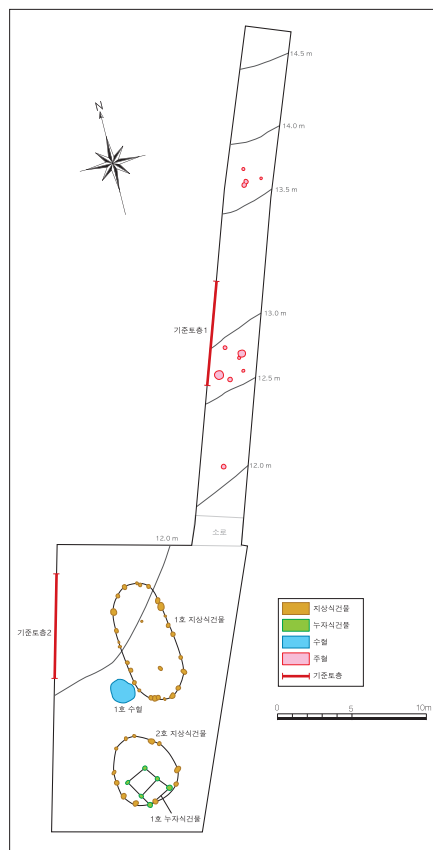 14.5 m
N
14.0 m
13.5 m
13.0 m
기준토층1
12.5 m
12.0 m
소로
12.0 m
지상식건물
1호 지상식건물
누자식건물
기준토층2
수혈
주혈
기준토층
1호 수혈
0 5 10m
2호 지상식건물
1호 누자식건물